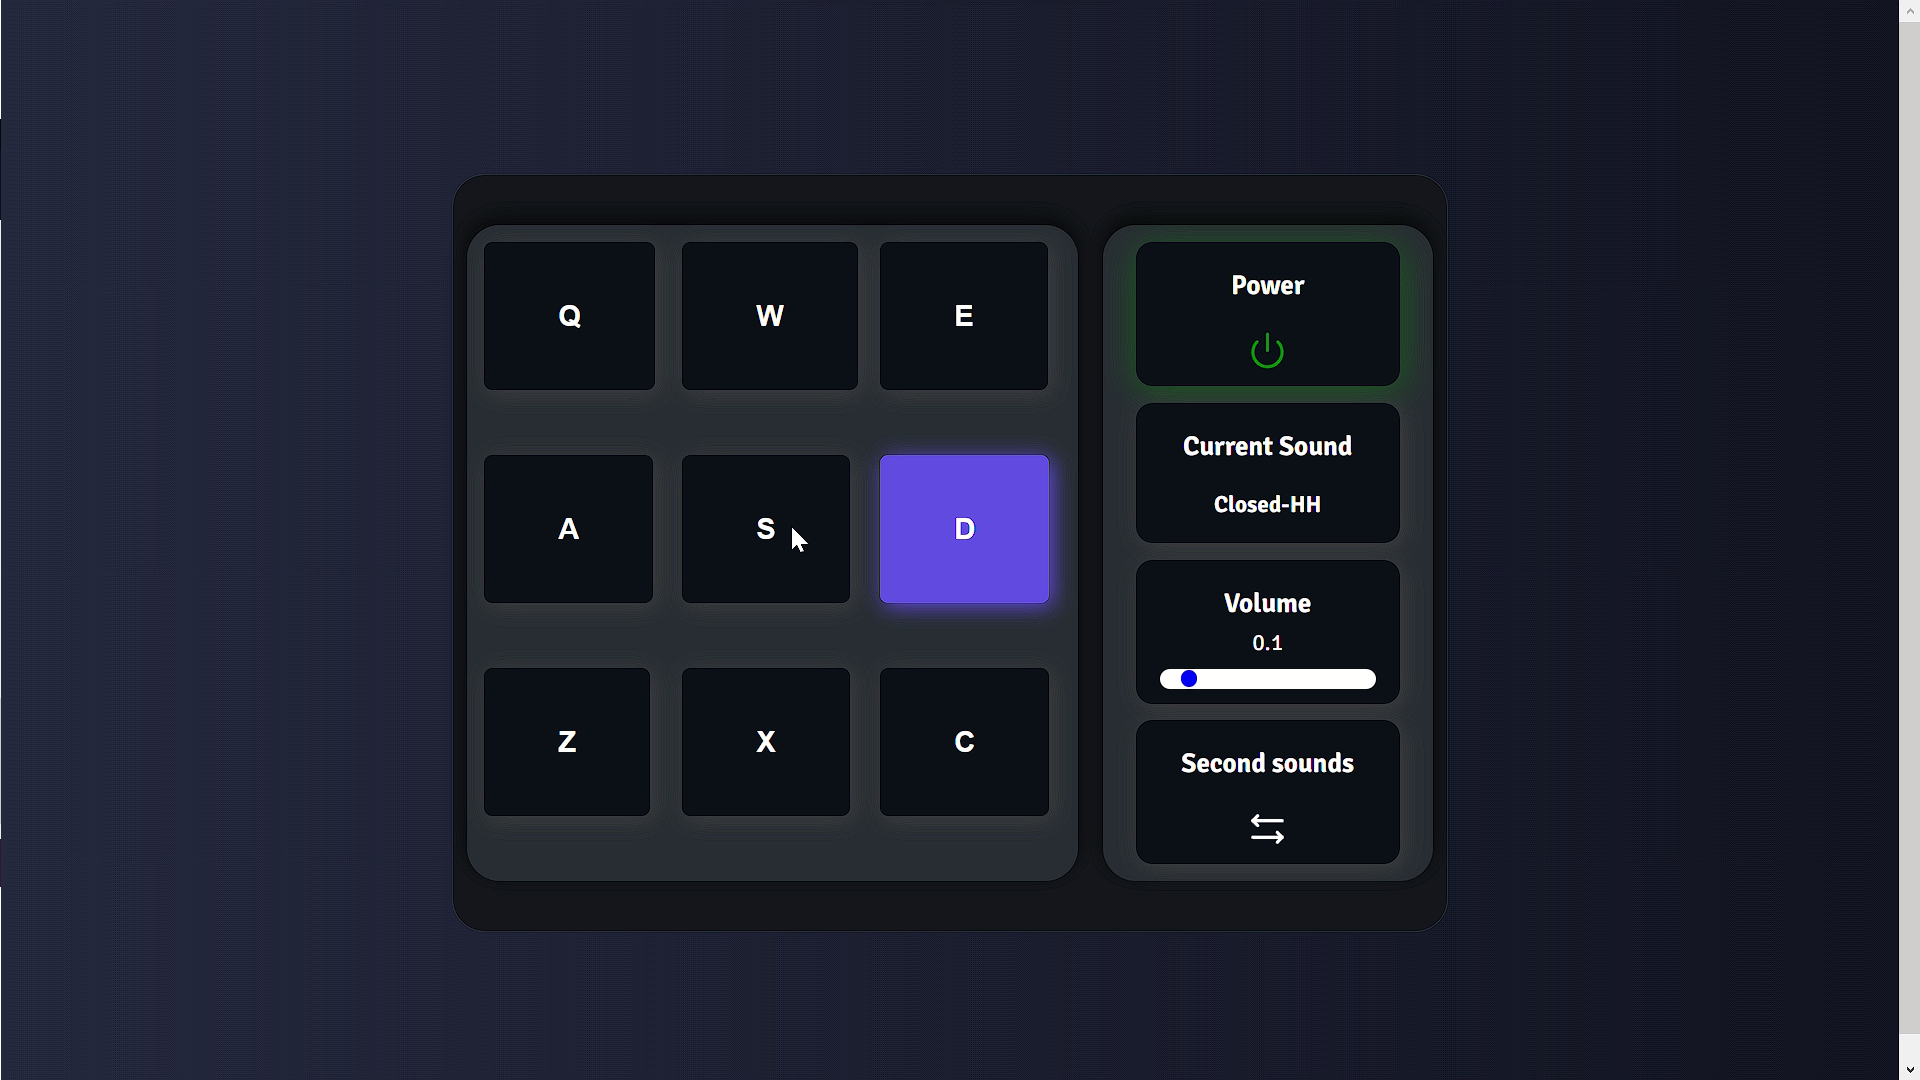 Q W E
A S D
Z X C
Power
Current Sound
Closed-HH
Volume
0.1
Second sounds